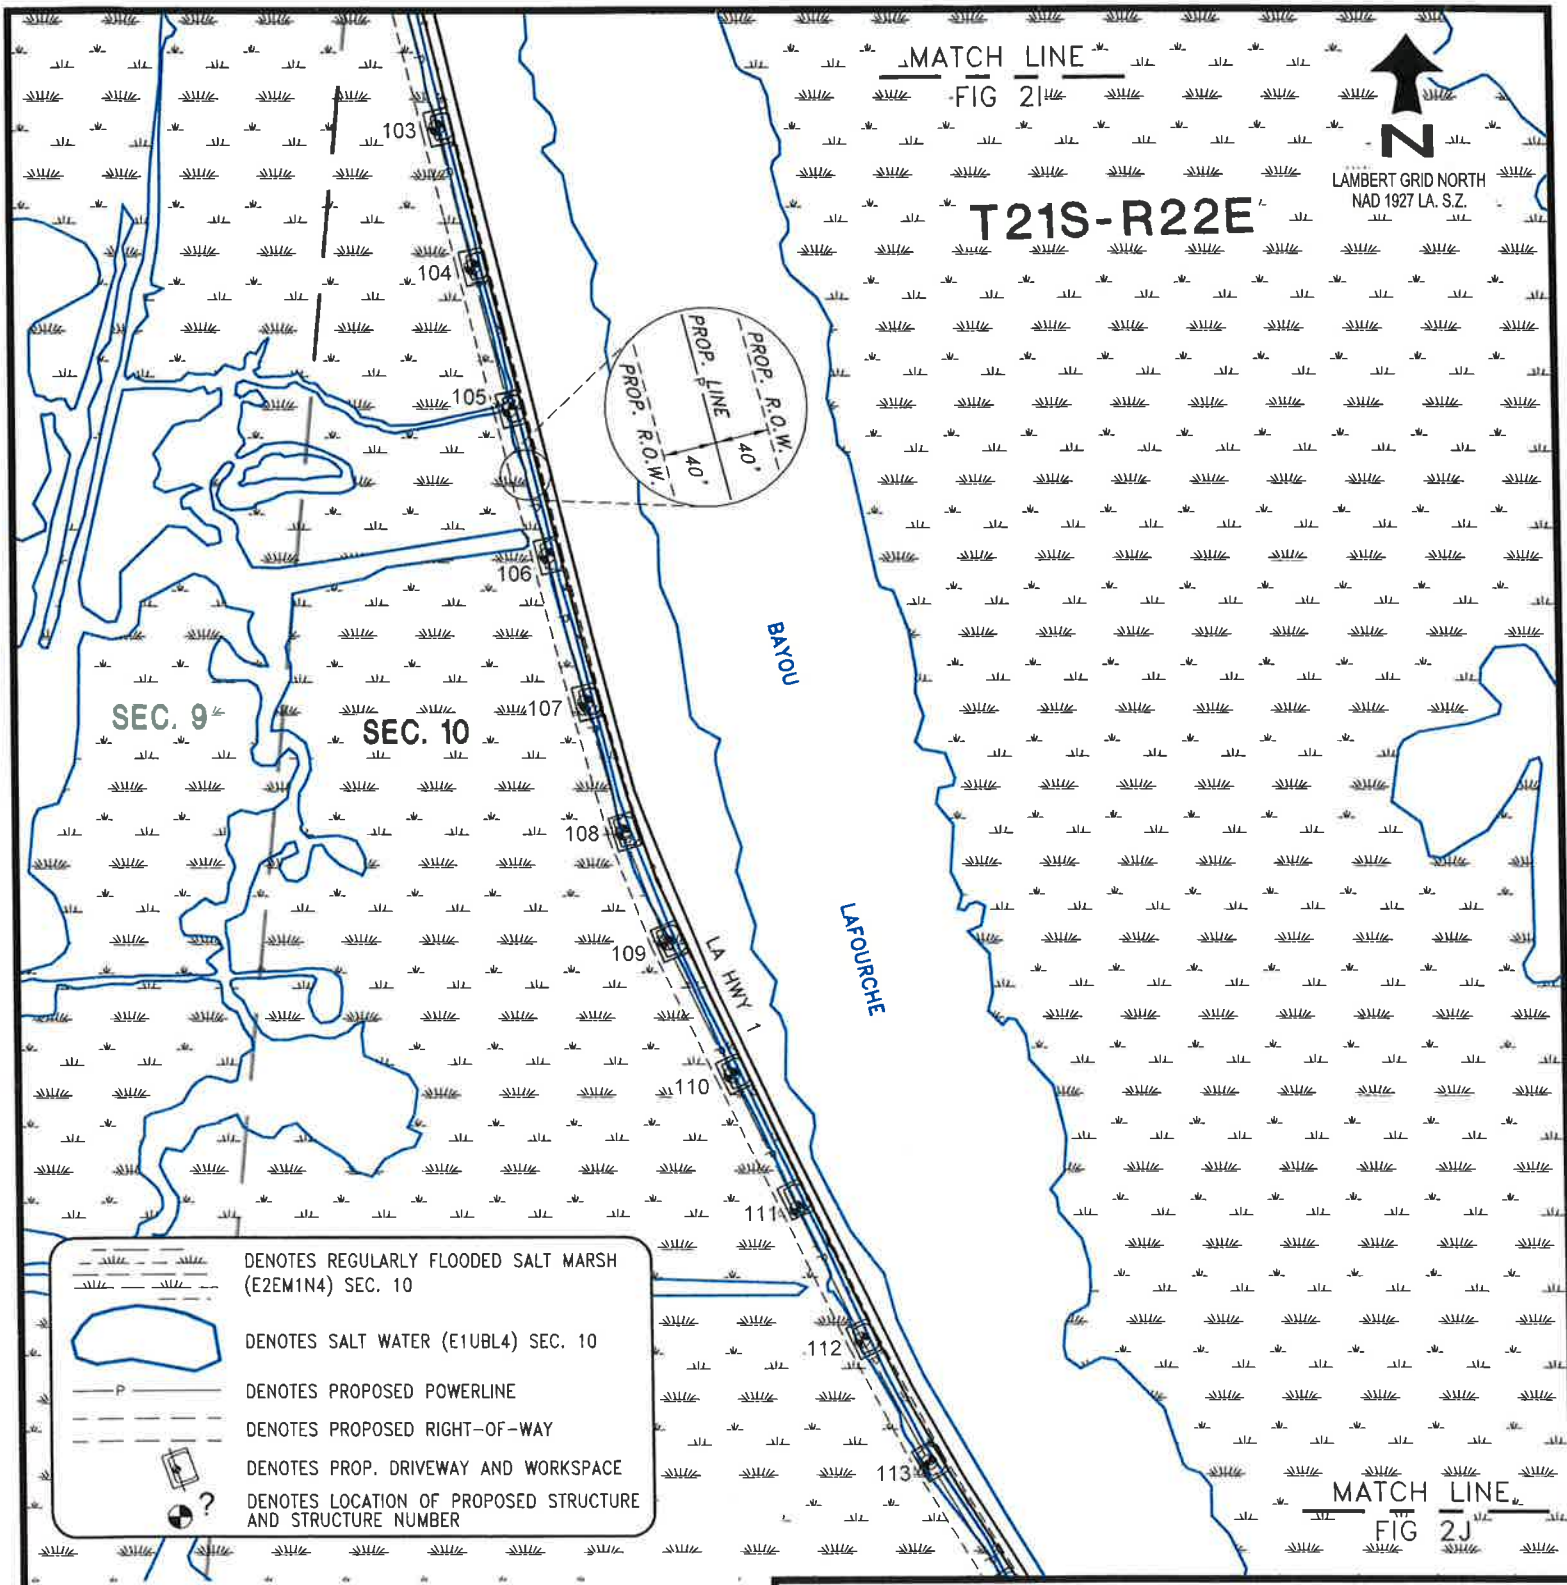 MATCH LINE
FIG 2I
N
LAMBERT GRID NORTH
NAD 1927 LA. S.Z.
T21S-R22E
103
104
105
PROP. R.O.W.
PROP. LINE
P
PROP. R.O.W.
40'
40'
106
BAYOU
107
SEC. 9
SEC. 10
108
LAFOURCHE
109
LA HWY 1
110
111
112
113
DENOTES REGULARLY FLOODED SALT MARSH
(E2EM1N4) SEC. 10
DENOTES SALT WATER (E1UBL4) SEC. 10
P
DENOTES PROPOSED POWERLINE
DENOTES PROPOSED RIGHT-OF-WAY
DENOTES PROP. DRIVEWAY AND WORKSPACE
?
DENOTES LOCATION OF PROPOSED STRUCTURE
AND STRUCTURE NUMBER
MATCH LINE
FIG 2J